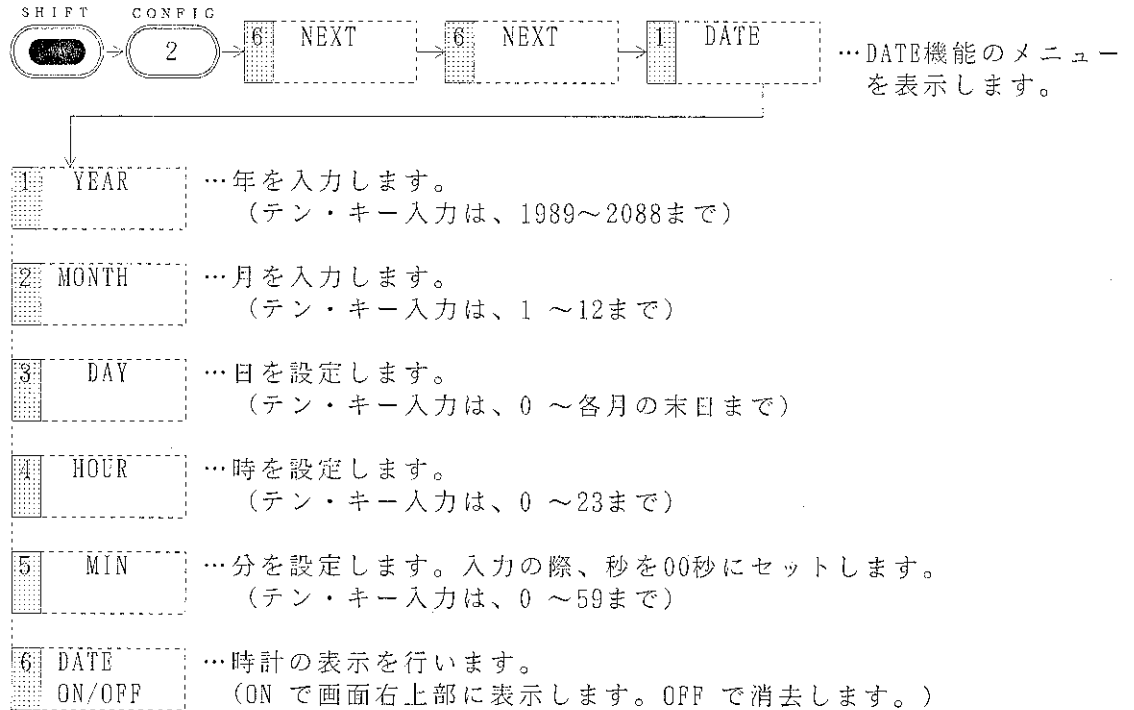 SHIFT CONFIG
2 6 NEXT 6 NEXT 1 DATE …DATE機能のメニュー
を表示します。
1 YEAR …年を入力します。
(テン・キー入力は、1989～2088まで)
2 MONTH …月を入力します。
(テン・キー入力は、1 ～12まで)
3 DAY …日を設定します。
(テン・キー入力は、0 ～各月の末日まで)
4 HOUR …時を設定します。
(テン・キー入力は、0 ～23まで)
5 MIN …分を設定します。入力の際、秒を00秒にセットします。
(テン・キー入力は、0 ～59まで)
6 DATE …時計の表示を行います。
ON/OFF (ON で画面右上部に表示します。OFF で消去します。)